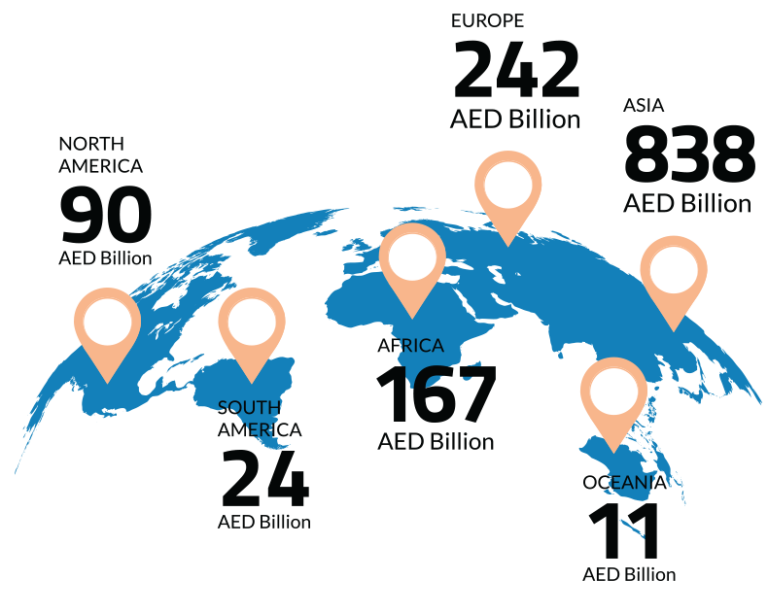 EUROPE
242
AED Billion
ASIA
838
AED Billion
NORTH
AMERICA
90
AED Billion
AFRICA
167
AED Billion
SOUTH
AMERICA
24
AED Billion
OCEANIA
11
AED Billion